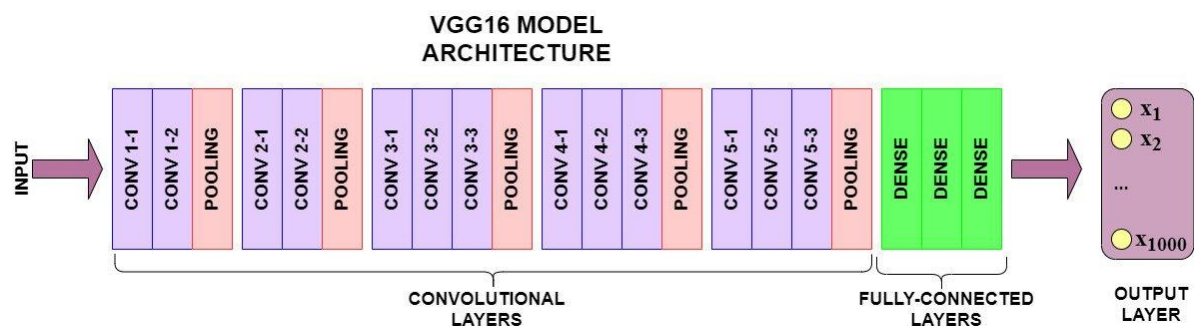 VGG16 MODEL
ARCHITECTURE
INPUT
CONV 1-1
CONV 1-2
POOLING
CONV 2-1
CONV 2-2
POOLING
CONV 3-1
CONV 3-2
CONV 3-3
POOLING
CONV 4-1
CONV 4-2
CONV 4-3
POOLING
CONV 5-1
CONV 5-2
CONV 5-3
POOLING
DENSE
DENSE
DENSE
x1
x2
...
x1000
CONVOLUTIONAL
LAYERS
FULLY-CONNECTED
LAYERS
OUTPUT
LAYER